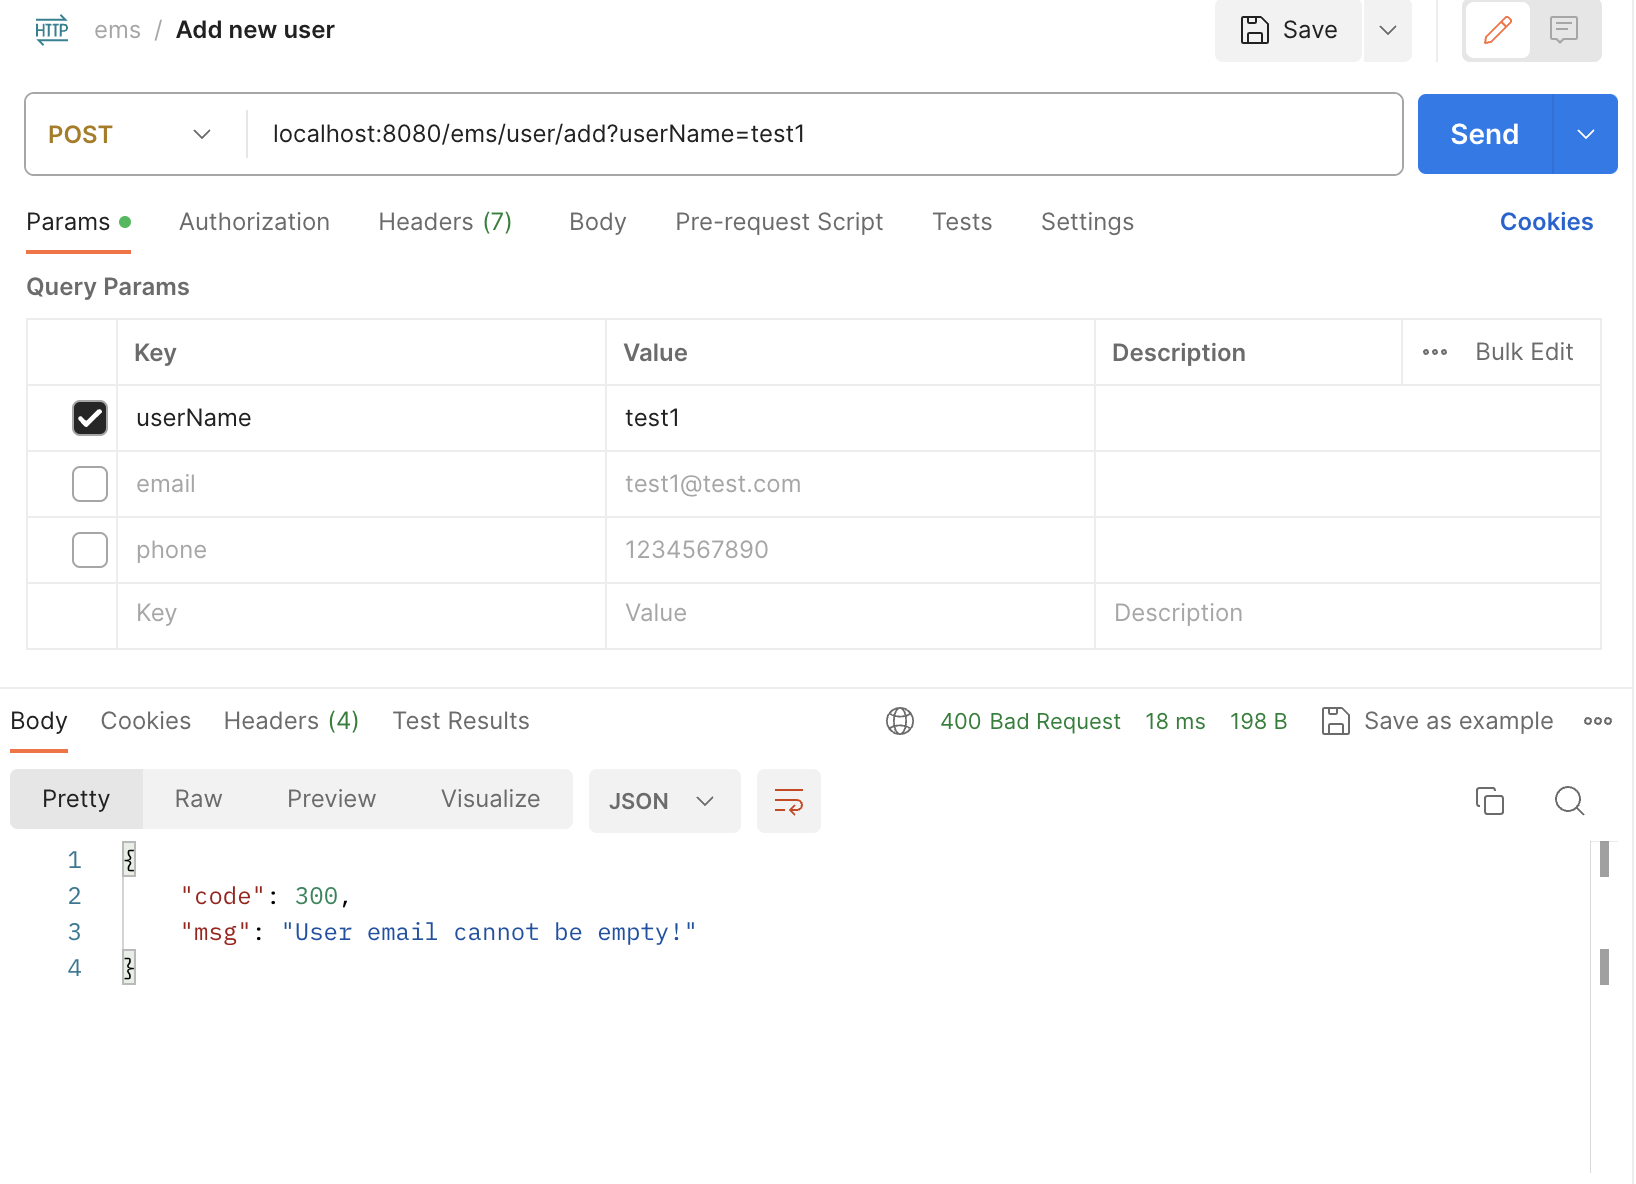 HTTP ems / Add new user Save
POST localhost:8080/ems/user/add?userName=test1 Send
Params Authorization Headers (7) Body Pre-request Script Tests Settings Cookies
Query Params
Key Value Description Bulk Edit
userName test1
email test1@test.com
phone 1234567890
Key Value Description
Body Cookies Headers (4) Test Results 400 Bad Request 18 ms 198 B Save as example
Pretty Raw Preview Visualize JSON
1 {
2 "code": 300,
3 "msg": "User email cannot be empty!"
4 }